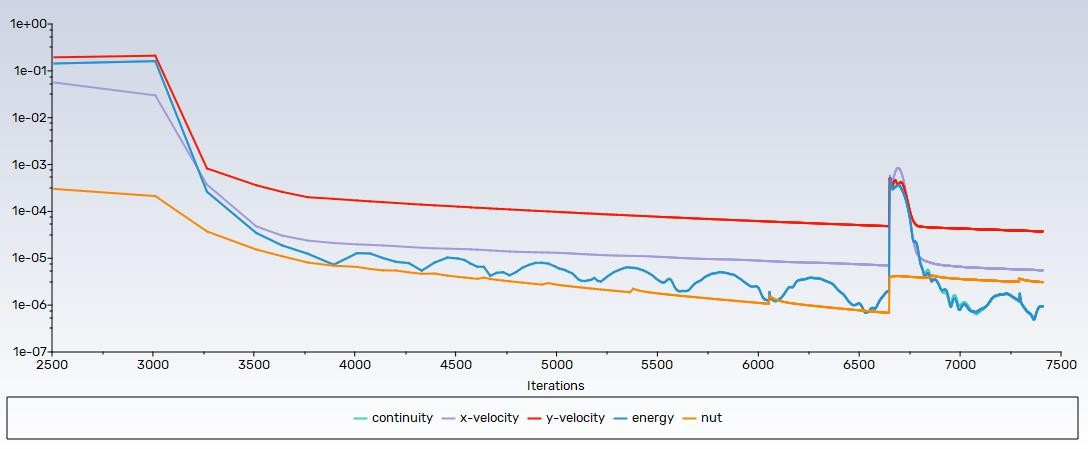 1e+00
1e-01
1e-02
1e-03
1e-04
1e-05
1e-06
1e-07
2500 3000 3500 4000 4500 5000 5500 6000 6500 7000 7500
Iterations
continuity x-velocity y-velocity energy nut